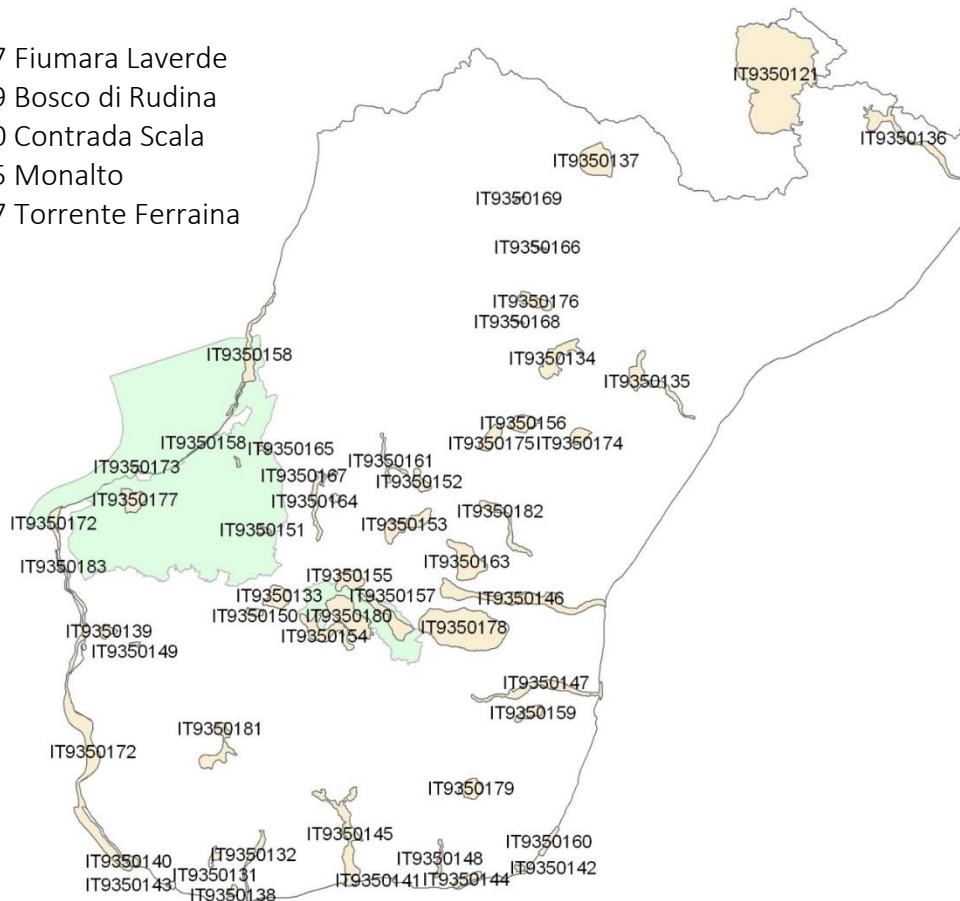 7 Fiumara Laverde
9 Bosco di Rudina
0 Contrada Scala
5 Monalto
7 Torrente Ferraina
IT9350121
IT9350136
IT9350137
IT9350169
IT9350166
IT9350176
IT9350168
IT9350158
IT9350134
IT9350135
IT9350156
IT9350158
IT9350165
IT9350175
IT9350174
IT9350161
IT9350173
IT9350167
IT9350152
IT9350177
IT9350164
IT9350182
IT9350172
IT9350151
IT9350153
IT9350183
IT9350163
IT9350155
IT9350133
IT9350157
IT9350146
IT9350150
IT9350180
IT9350139
IT9350154
IT9350178
IT9350149
IT9350147
IT9350159
IT9350181
IT9350172
IT9350179
IT9350145
IT9350160
IT9350140
IT9350132
IT9350148
IT9350142
IT9350143
IT9350131
IT9350141
IT9350144
IT9350138